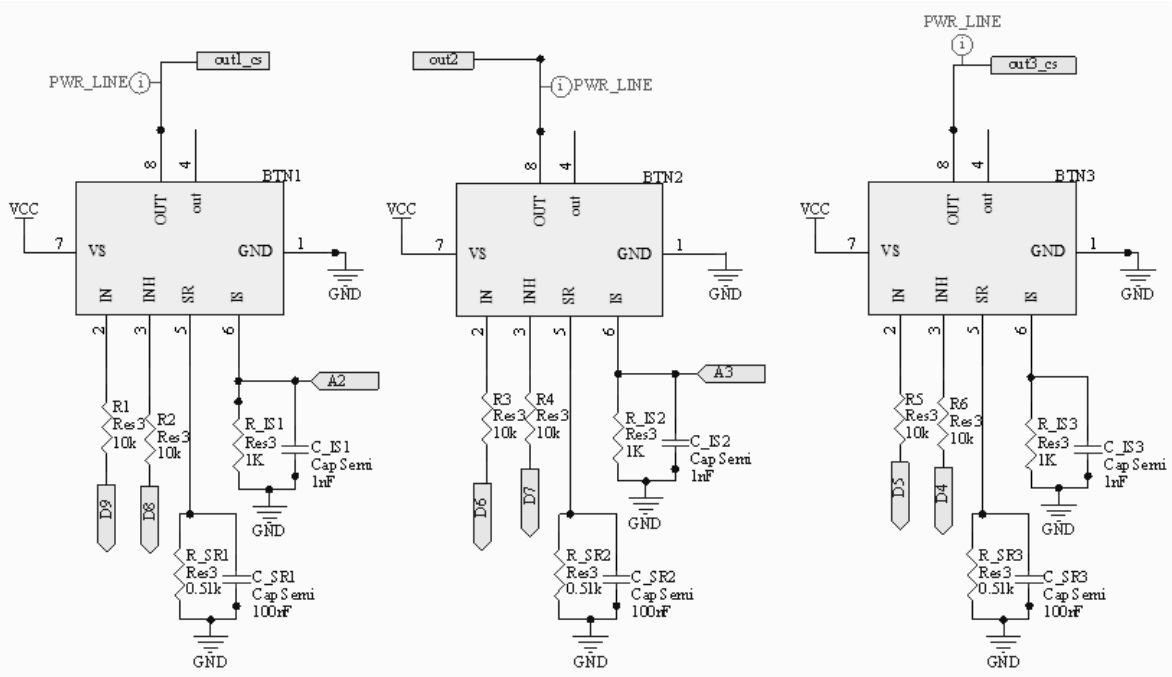 PWR_LINE
out1_cs
out2
PWR_LINE
i
out3_cs
PWR_LINE
i
i
8
4
BTN1
8
4
BTN2
8
4
BTN3
VCC
OUT
out
VCC
OUT
out
VCC
OUT
out
7
VS
GND
1
7
VS
GND
1
7
VS
GND
1
IN
INH
SR
IS
GND
IN
INH
SR
IS
GND
IN
INH
SR
IS
GND
2
3
5
6
2
3
5
6
2
3
5
6
A2
A3
R1
Res3
10k
R2
Res3
10k
R_IS1
Res3
1K
C_IS1
Cap Semi
1nF
R3
Res3
10k
R4
Res3
10k
R_IS2
Res3
1K
C_IS2
Cap Semi
1nF
R5
Res3
10k
R6
Res3
10k
R_IS3
Res3
1K
C_IS3
Cap Semi
1nF
D9
D8
GND
D6
D7
GND
D5
D4
GND
R_SR1
Res3
0.51k
C_SR1
Cap Semi
100nF
R_SR2
Res3
0.51k
C_SR2
Cap Semi
100nF
R_SR3
Res3
0.51k
C_SR3
Cap Semi
100nF
GND
GND
GND